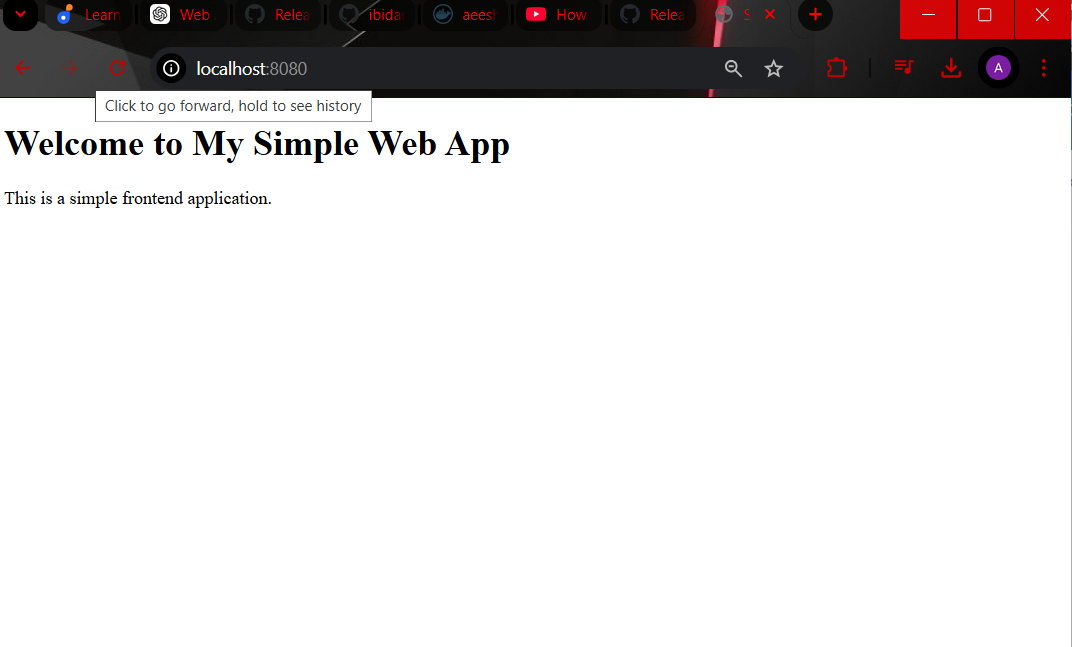 Learn Web Relea ibida aeesl How Relea S
localhost:8080
A
Click to go forward, hold to see history
Welcome to My Simple Web App
This is a simple frontend application.